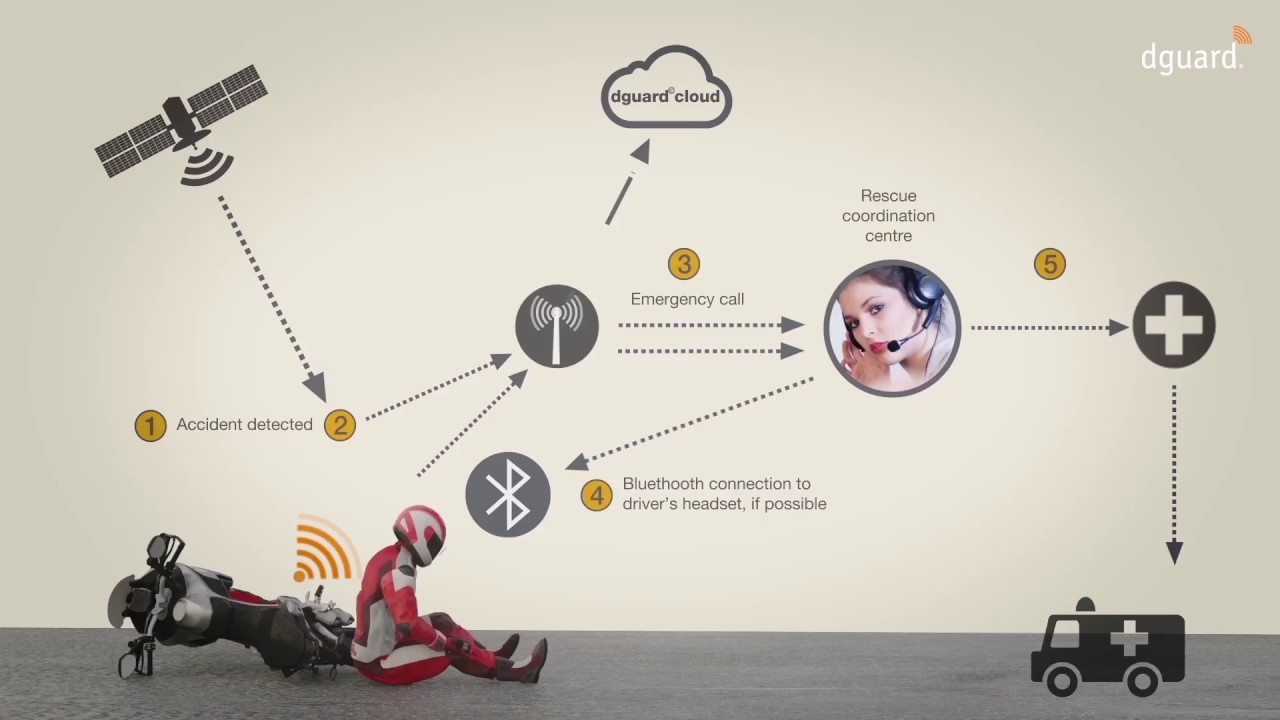 dguard
dguard©cloud
Rescue
coordination
centre
3
5
Emergency call
1 Accident detected 2
4 Bluethooth connection to
driver's headset, if possible